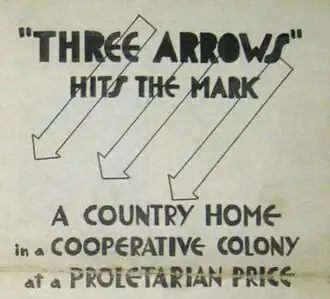 "THREE ARROWS"
HITS THE MARK
A COUNTRY HOME
in a COOPERATIVE COLONY
at a PROLETARIAN PRICE